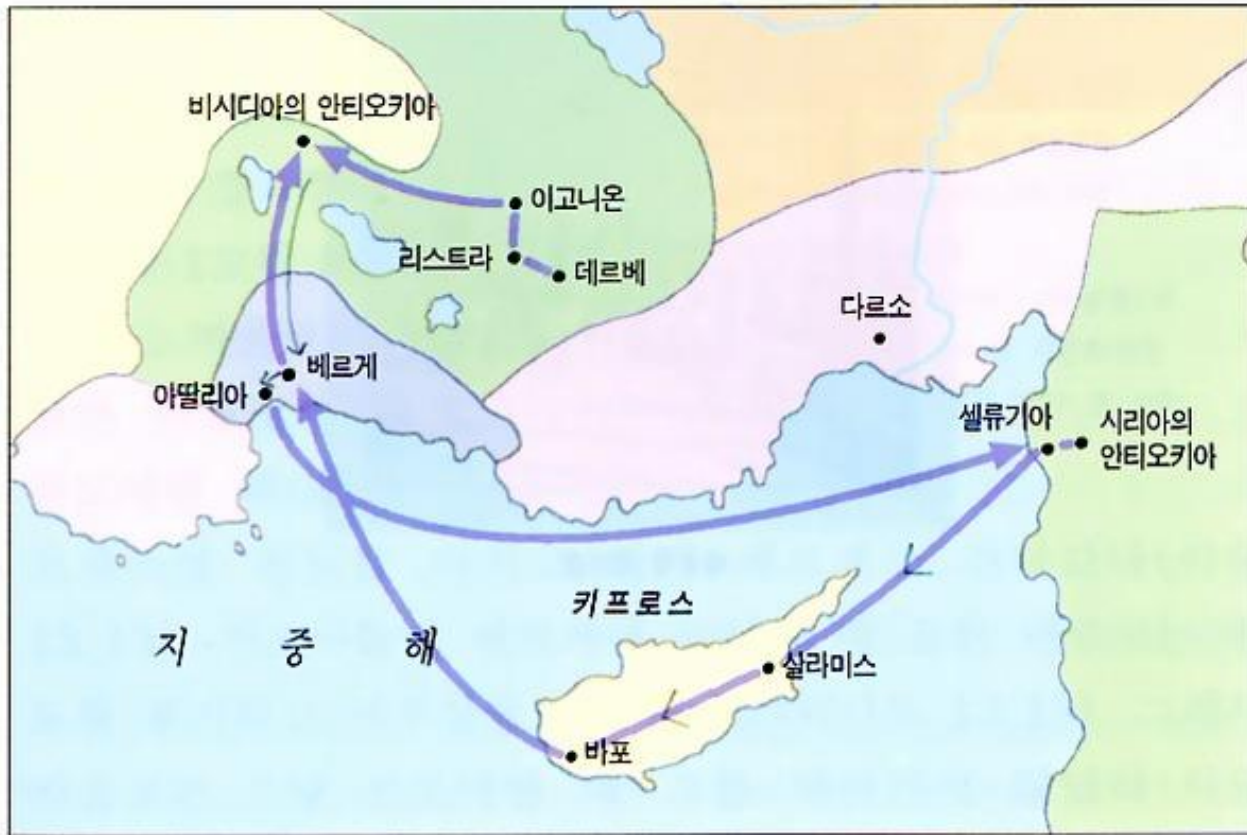 비시디아의 안티오키아
이고니온
리스트라
데르베
다르소
베르게
아딸리아
셀류기아
시리아의
안티오키아
키프로스
지 중 해
살라미스
바포